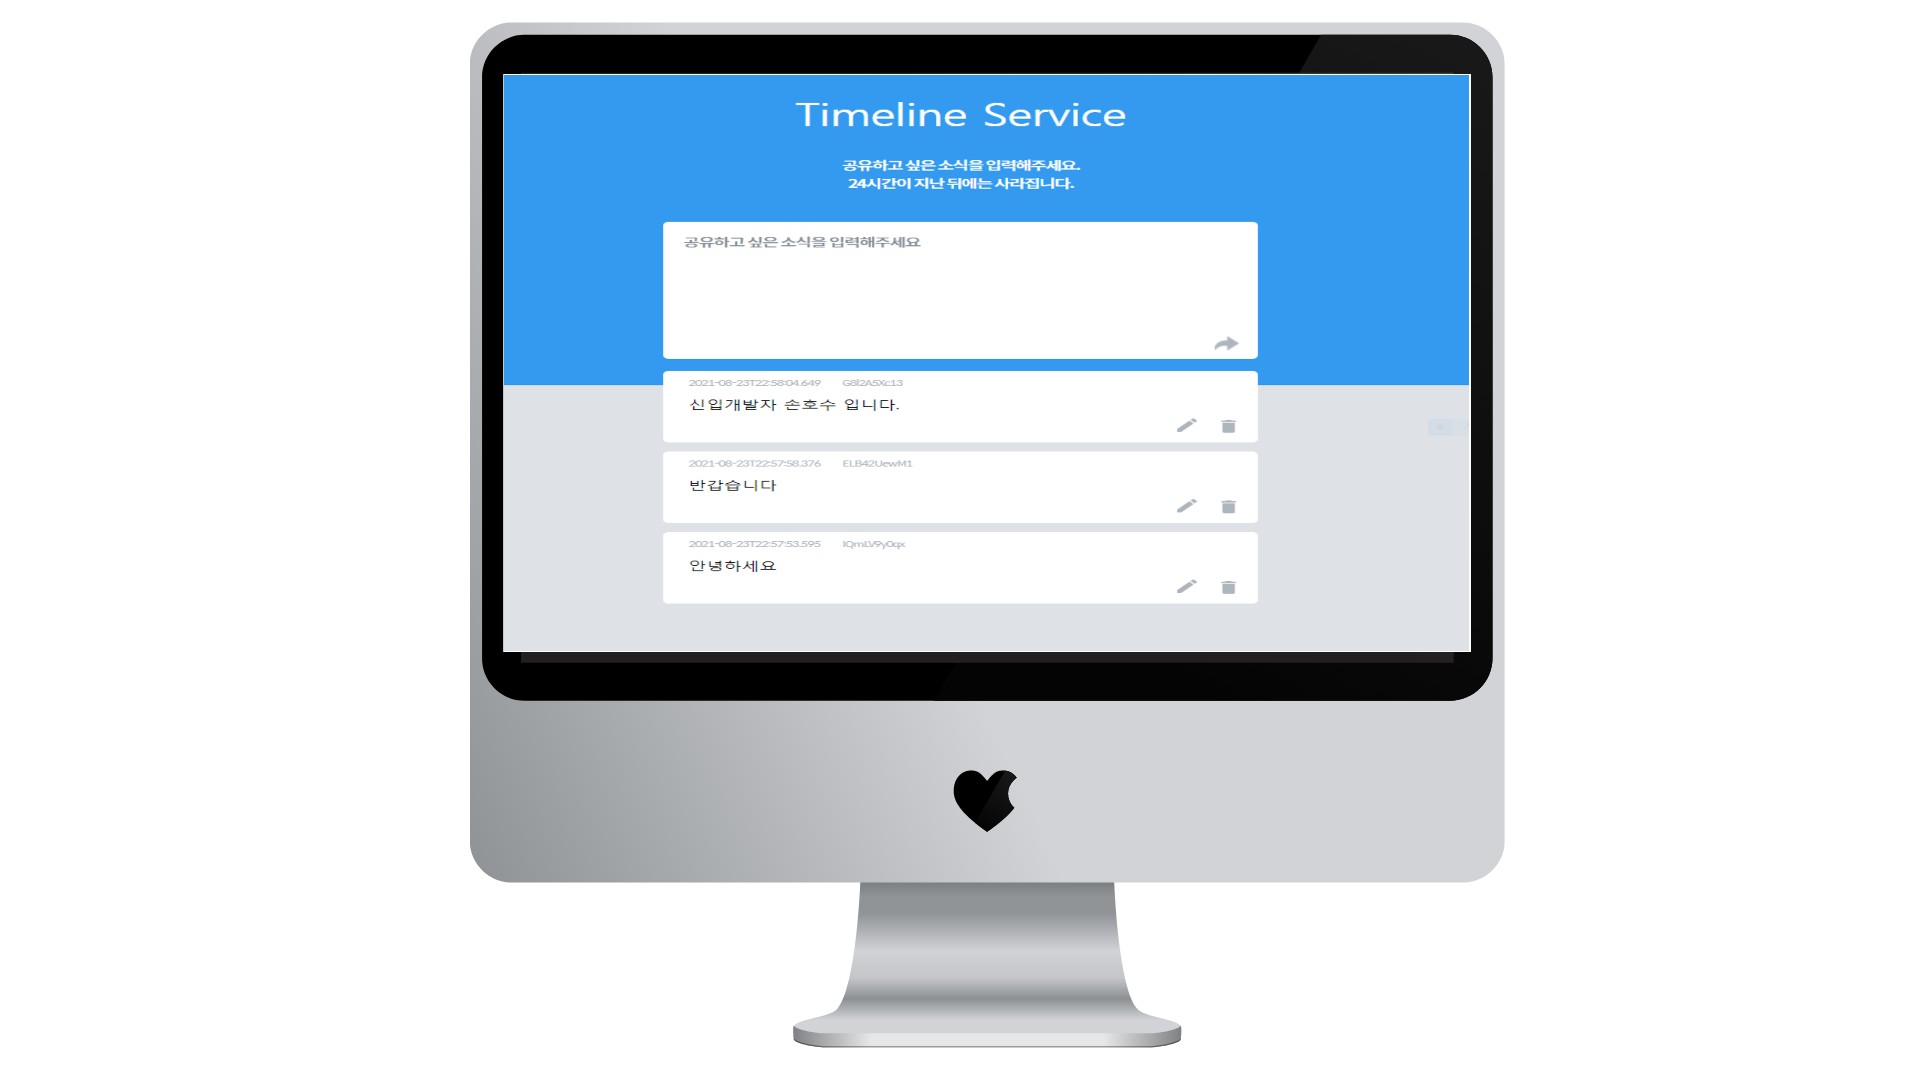 Timeline Service
공유하고 싶은 소식을 입력해주세요.
24시간이 지난 뒤에는 사라집니다.
공유하고 싶은 소식을 입력해주세요
2021-08-23T22:58:04.649 G8l2A5Xc13
신입개발자 손호수 입니다.
2021-08-23T22:57:58.376 ELB42UewM1
반갑습니다
2021-08-23T22:57:53.595 IQmLV9y0qx
안녕하세요